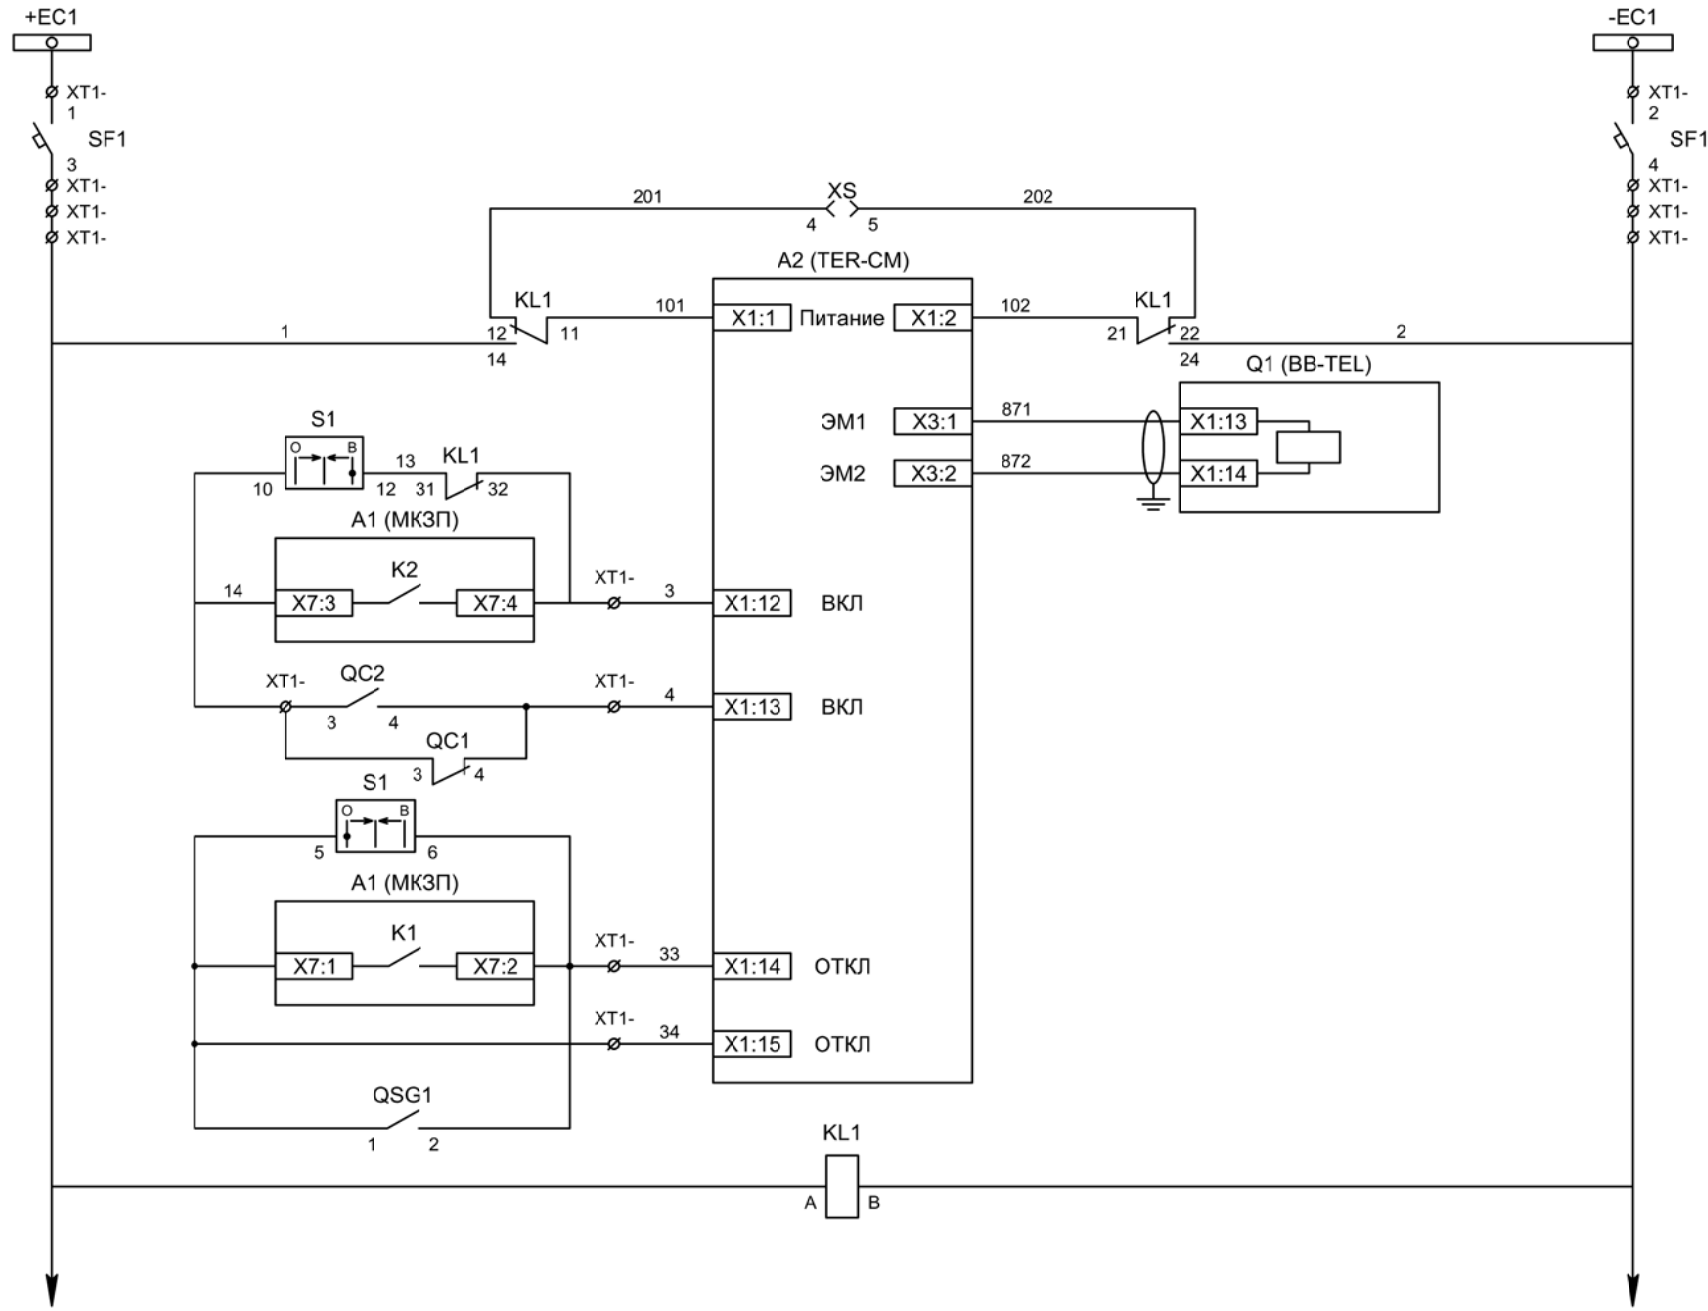 +EC1
-EC1
XT1-
XT1-
1
2
SF1
SF1
3
4
XT1-
XT1-
XT1-
XT1-
XT1-
XT1-
201
XS
202
4
5
A2 (TER-CM)
KL1
101
X1:1
Питание
X1:2
102
KL1
1
12
11
21
22
2
14
24
Q1 (BB-TEL)
S1
ЭМ1
X3:1
871
X1:13
O
B
13
KL1
10
12
31
32
ЭМ2
X3:2
872
X1:14
A1 (МКЗП)
K2
XT1-
14
X7:3
X7:4
3
X1:12
ВКЛ
XT1-
QC2
XT1-
4
X1:13
ВКЛ
3
4
QC1
3
4
S1
O
B
5
6
A1 (МКЗП)
K1
XT1-
33
X7:1
X7:2
X1:14
ОТКЛ
XT1-
34
X1:15
ОТКЛ
QSG1
1
2
KL1
A
B